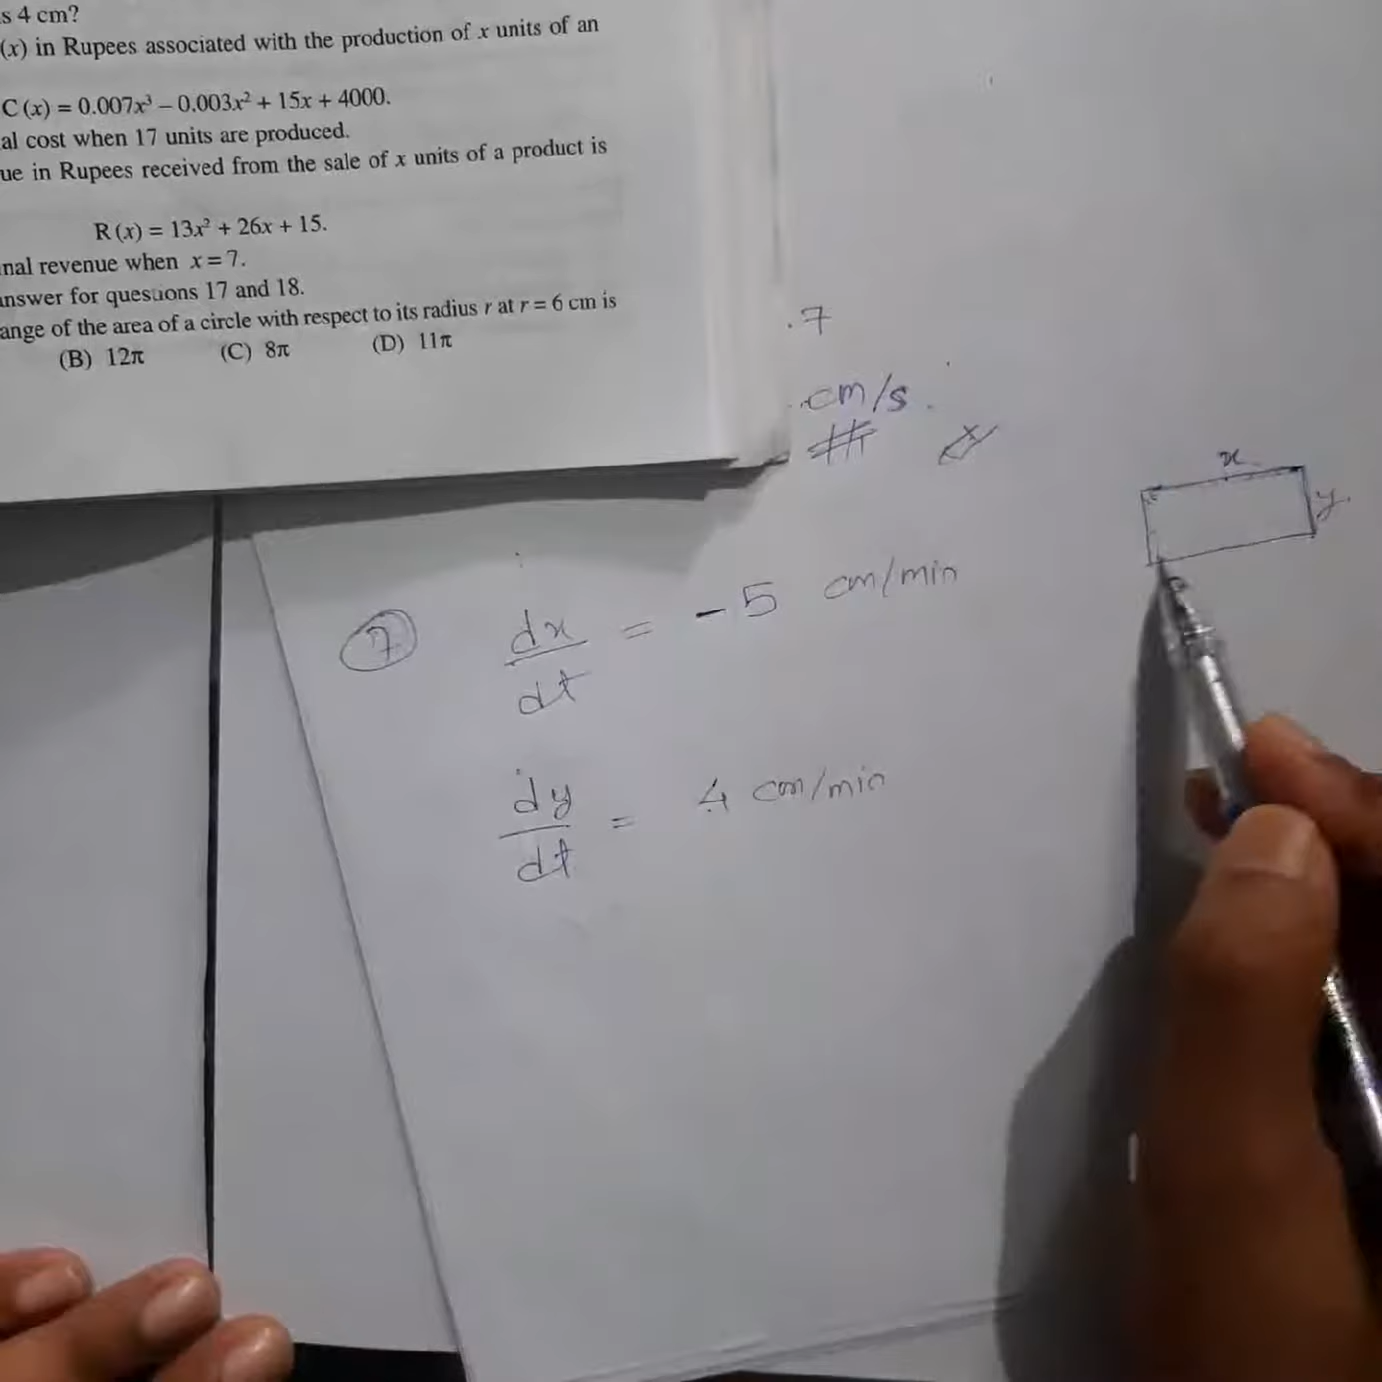 s 4 cm?
(x) in Rupees associated with the production of x units of an
C (x) = 0.007x³ – 0.003x² + 15x + 4000.
al cost when 17 units are produced.
ue in Rupees received from the sale of x units of a product is
R (x) = 13x² + 26x + 15.
nal revenue when x = 7.
answer for questions 17 and 18.
ange of the area of a circle with respect to its radius r at r = 6 cm is
(B) 12π (C) 8π (D) 11π
.7
cm/s.
x
y
7 dx/dt = -5 cm/min
dy/dt = 4 cm/min